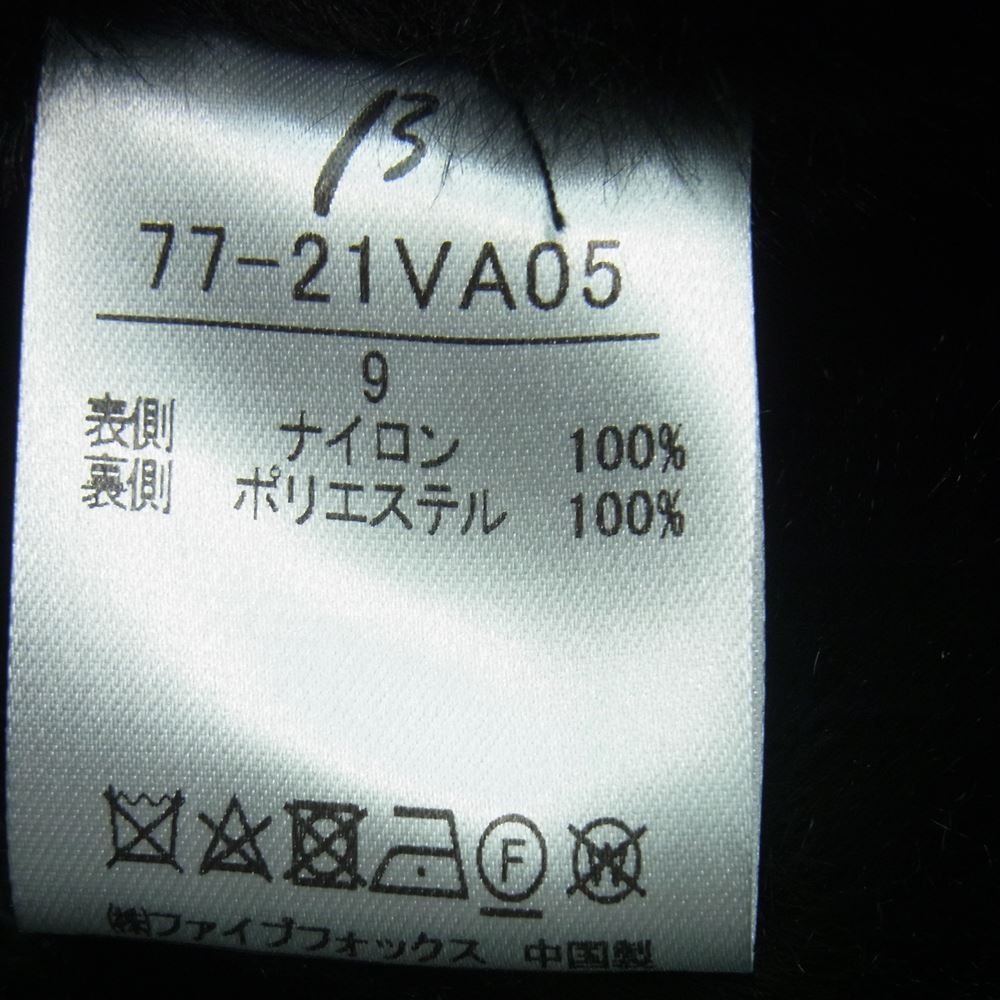 13
77-21VA05
9
表側 ナイロン 100%
裏側 ポリエステル 100%
F W
㈱ファイブフォックス 中国製